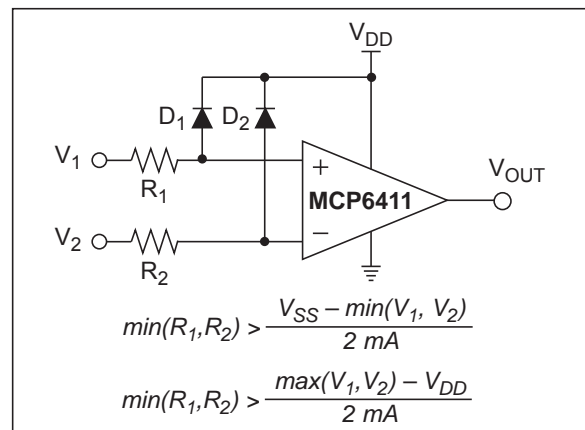 V_DD
D_1 D_2
V_1
R_1
+
MCP6411
V_OUT
V_2
−
R_2
min(R_1,R_2) > (V_SS – min(V_1, V_2)) / 2 mA
min(R_1,R_2) > (max(V_1,V_2) – V_DD) / 2 mA